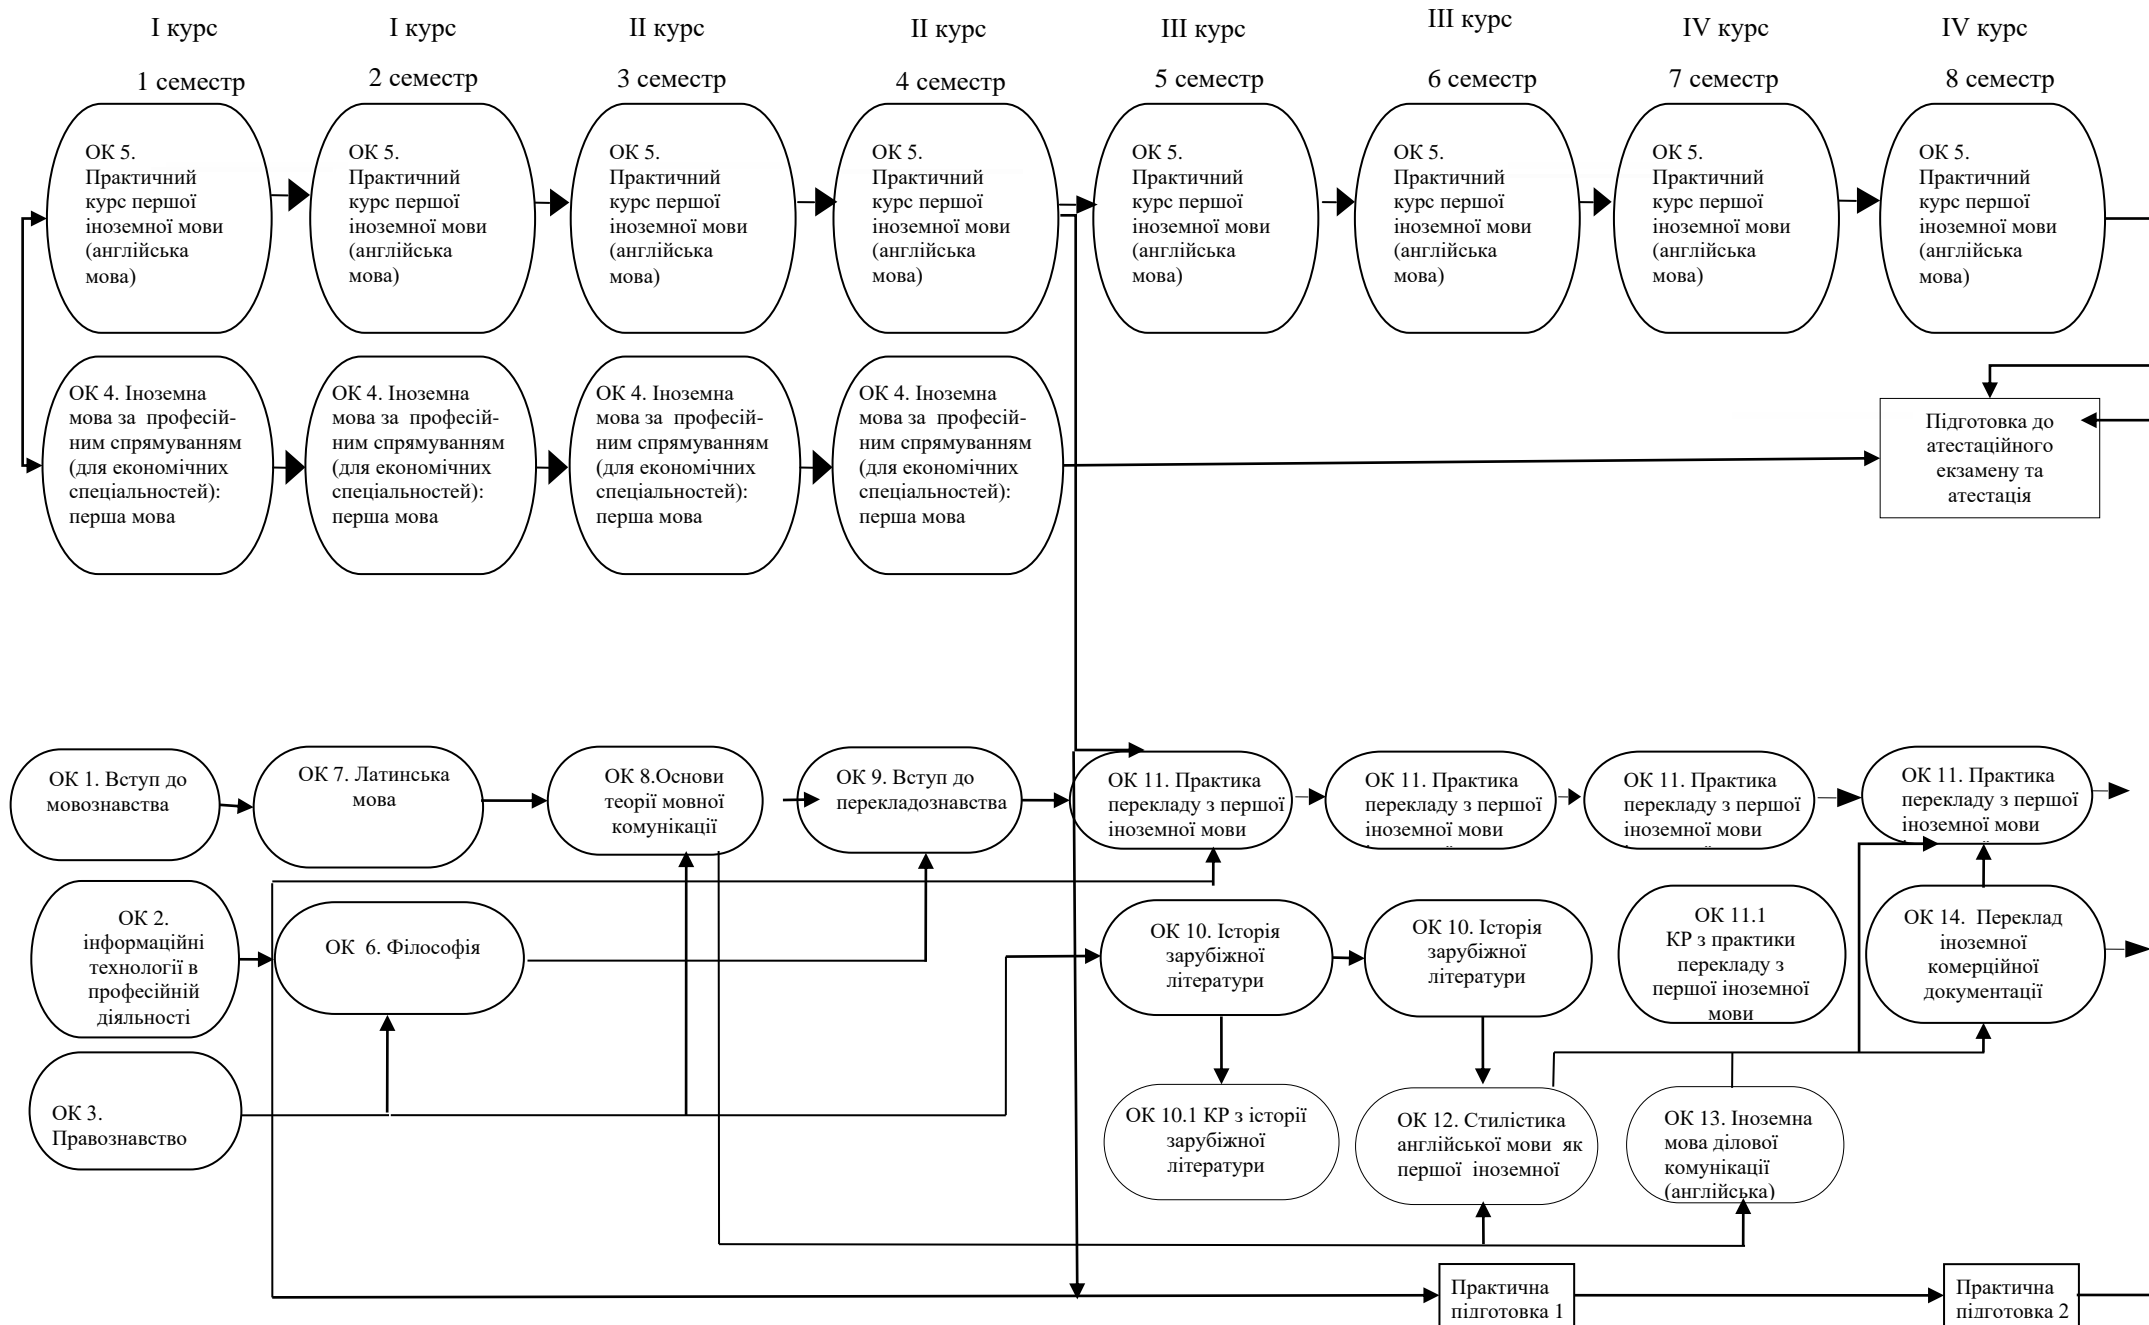 I курс
I курс
II курс
II курс
III курс
III курс
IV курс
IV курс
1 семестр
2 семестр
3 семестр
4 семестр
5 семестр
6 семестр
7 семестр
8 семестр
ОК 5.
Практичний
курс першої
іноземної мови
(англійська
мова)
ОК 5.
Практичний
курс першої
іноземної мови
(англійська
мова)
ОК 5.
Практичний
курс першої
іноземної мови
(англійська
мова)
ОК 5.
Практичний
курс першої
іноземної мови
(англійська
мова)
ОК 5.
Практичний
курс першої
іноземної мови
(англійська
мова)
ОК 5.
Практичний
курс першої
іноземної мови
(англійська
мова)
ОК 5.
Практичний
курс першої
іноземної мови
(англійська
мова)
ОК 5.
Практичний
курс першої
іноземної мови
(англійська
мова)
ОК 4. Іноземна
мова за професій-
ним спрямуванням
(для економічних
спеціальностей):
перша мова
ОК 4. Іноземна
мова за професій-
ним спрямуванням
(для економічних
спеціальностей):
перша мова
ОК 4. Іноземна
мова за професій-
ним спрямуванням
(для економічних
спеціальностей):
перша мова
ОК 4. Іноземна
мова за професій-
ним спрямуванням
(для економічних
спеціальностей):
перша мова
Підготовка до
атестаційного
екзамену та
атестація
ОК 1. Вступ до
мовознавства
ОК 7. Латинська
мова
ОК 8.Основи
теорії мовної
комунікації
ОК 9. Вступ до
перекладознавства
ОК 11. Практика
перекладу з першої
іноземної мови
ОК 11. Практика
перекладу з першої
іноземної мови
ОК 11. Практика
перекладу з першої
іноземної мови
ОК 11. Практика
перекладу з першої
іноземної мови
ОК 2.
інформаційні
технології в
професійній
діяльності
ОК 6. Філософія
ОК 10. Історія
зарубіжної
літератури
ОК 10. Історія
зарубіжної
літератури
ОК 11.1
КР з практики
перекладу з
першої іноземної
мови
ОК 14. Переклад
іноземної
комерційної
документації
ОК 3.
Правознавство
ОК 10.1 КР з історії
зарубіжної
літератури
ОК 12. Стилістика
англійської мови як
першої іноземної
ОК 13. Іноземна
мова ділової
комунікації
(англійська)
Практична
підготовка 1
Практична
підготовка 2